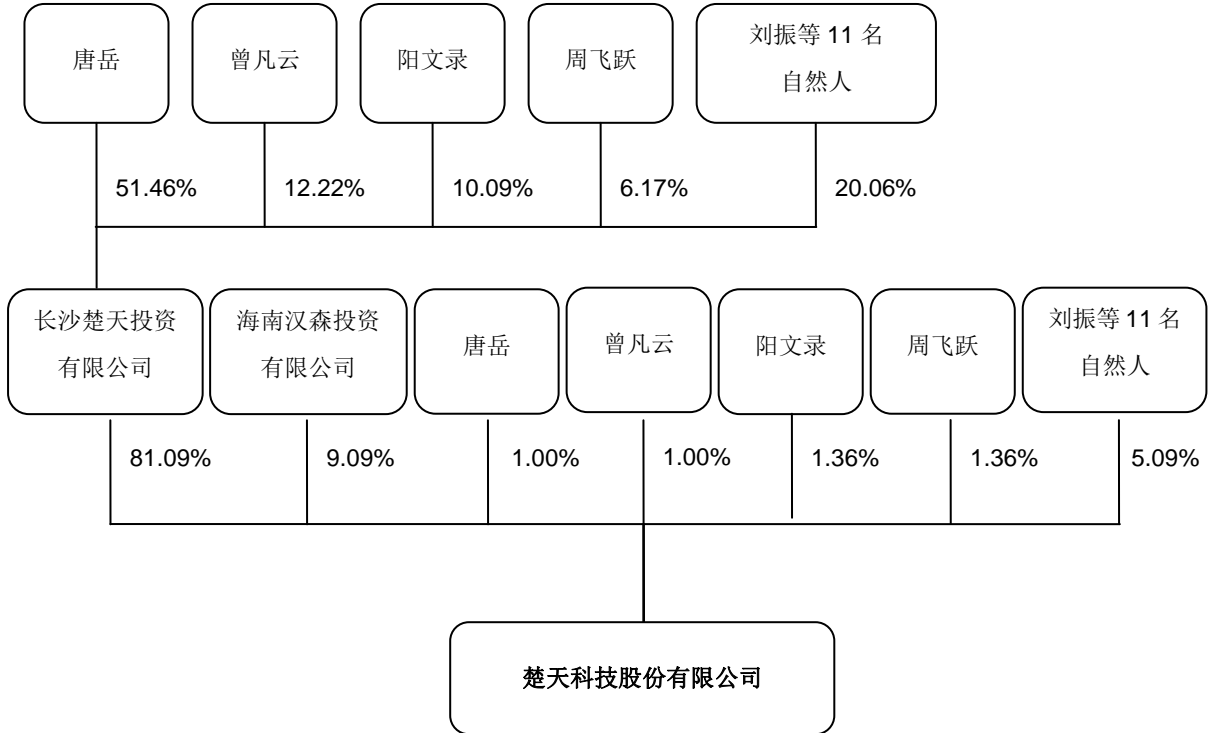 唐岳
曾凡云
阳文录
周飞跃
刘振等 11 名
自然人
51.46%
12.22%
10.09%
6.17%
20.06%
长沙楚天投资
有限公司
海南汉森投资
有限公司
唐岳
曾凡云
阳文录
周飞跃
刘振等 11 名
自然人
81.09%
9.09%
1.00%
1.00%
1.36%
1.36%
5.09%
楚天科技股份有限公司